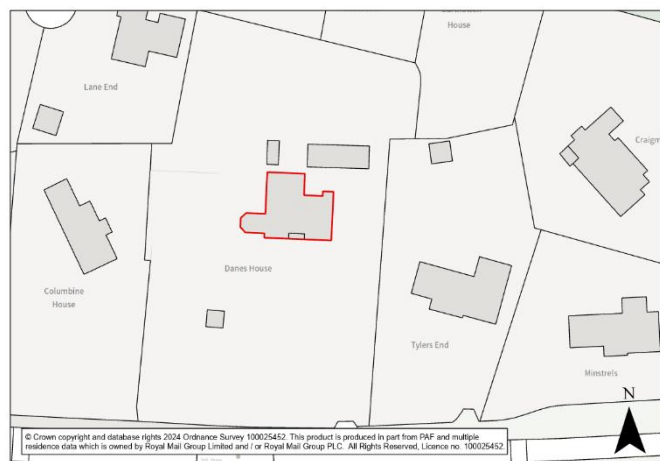 House
Lane End
Craigm
Danes House
Columbine
House
Tylers End
Minstrels
N
© Crown copyright and database rights 2024 Ordnance Survey 100025452. This product is produced in part from PAF and multiple
residence data which is owned by Royal Mail Group Limited and / or Royal Mail Group PLC. All Rights Reserved, Licence no. 100025452.